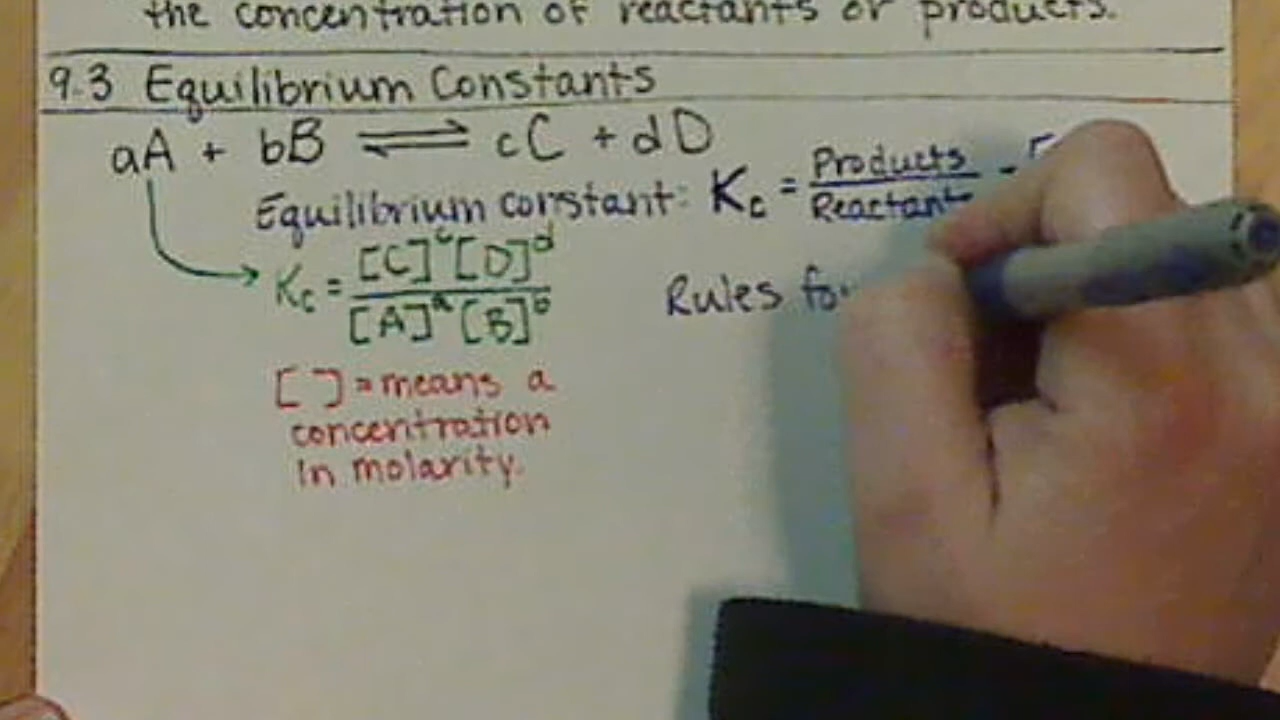 the concentration of reactants or products.
9.3 Equilibrium Constants
aA + bB ⇌ cC + dD
Equilibrium constant: Kc = Products / Reactant
Kc = [C]^c [D]^d / [A]^a [B]^b
Rules for
[ ] = means a
concentration
in molarity.